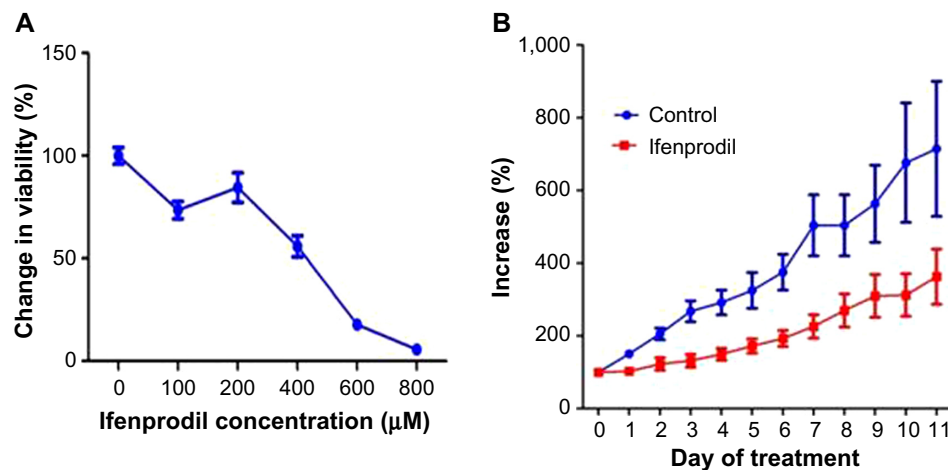 A
150
100
50
0
Change in viability (%)
0 100 200 400 600 800
Ifenprodil concentration (µM)
B
1,000
800
600
400
200
0
Increase (%)
Control
Ifenprodil
0 1 2 3 4 5 6 7 8 9 10 11
Day of treatment